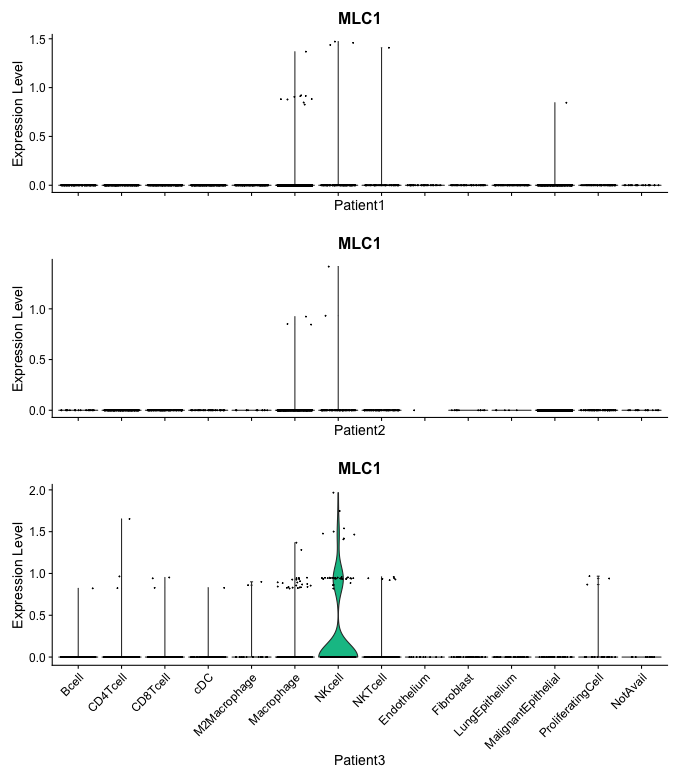 MLC1
Expression Level
1.5
1.0
0.5
0.0
Patient1
MLC1
Expression Level
1.0
0.5
0.0
Patient2
MLC1
Expression Level
2.0
1.5
1.0
0.5
0.0
Bcell
CD4Tcell
CD8Tcell
cDC
M2Macrophage
Macrophage
NKcell
NKTcell
Endothelium
Fibroblast
LungEpithelium
MalignantEpithelial
ProliferatingCell
NotAvail
Patient3